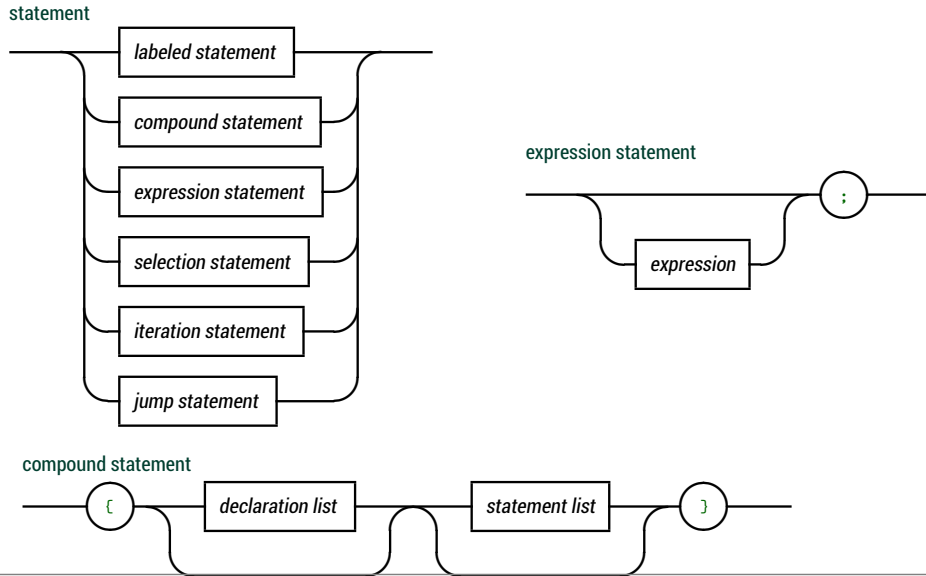 statement
labeled statement
compound statement
expression statement
selection statement
iteration statement
jump statement
expression statement
;
expression
compound statement
{ declaration list statement list }